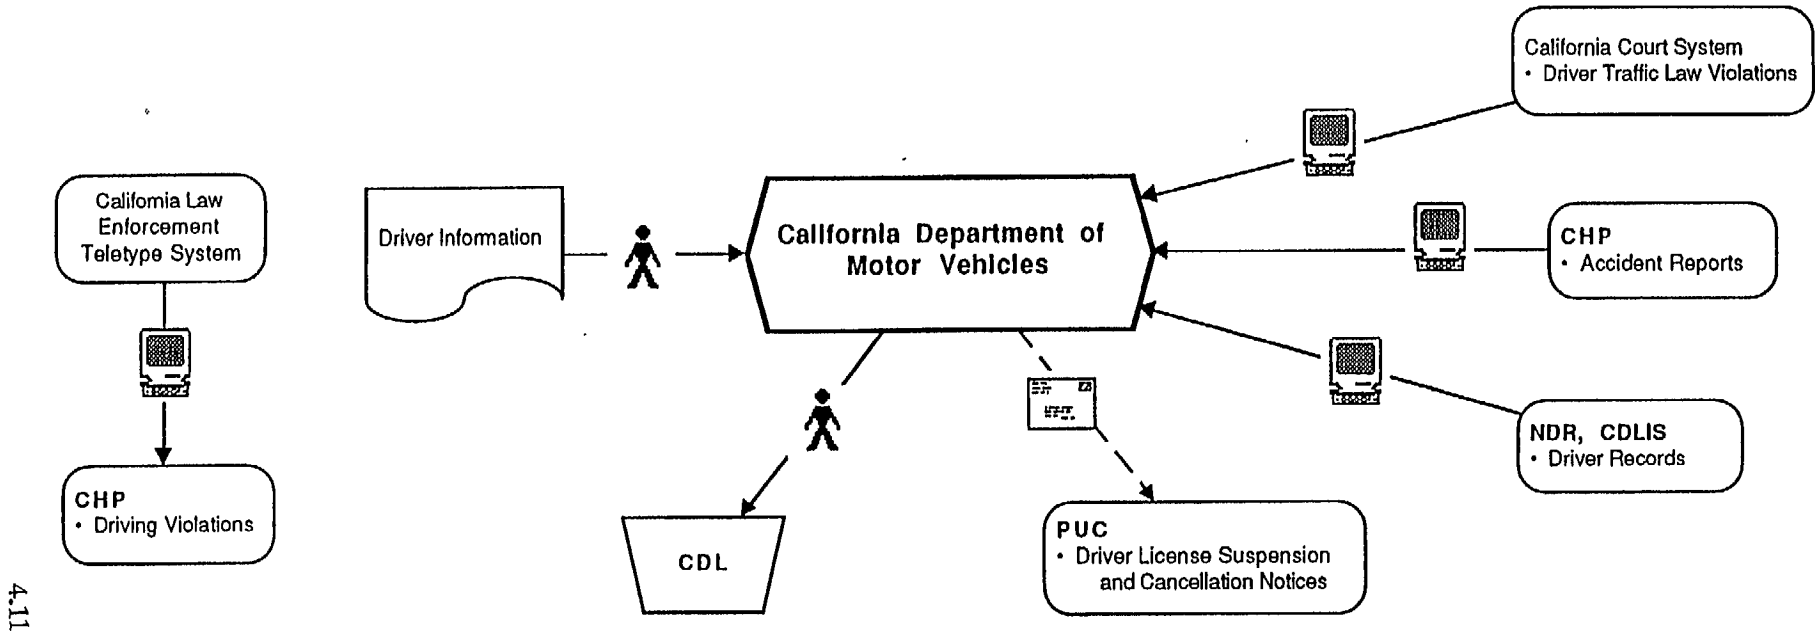 California Court System
• Driver Traffic Law Violations
California Law
Enforcement
Teletype System
Driver Information
California Department of
Motor Vehicles
CHP
• Accident Reports
NDR, CDLIS
• Driver Records
CHP
• Driving Violations
CDL
PUC
• Driver License Suspension
and Cancellation Notices
4.11